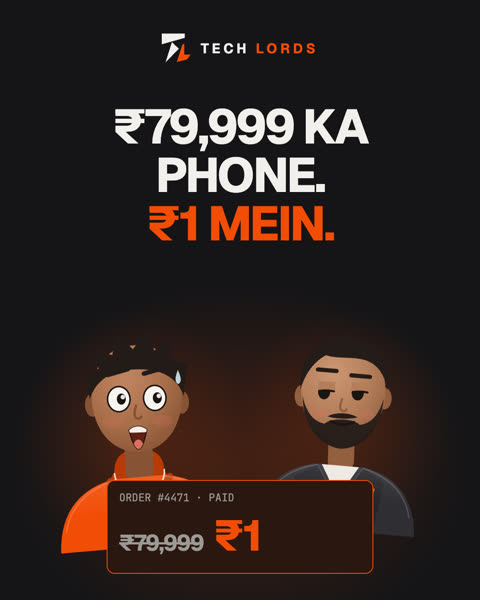 TECH LORDS
₹79,999 KA
PHONE.
₹1 MEIN.
ORDER #4471 · PAID
₹79,999 ₹1